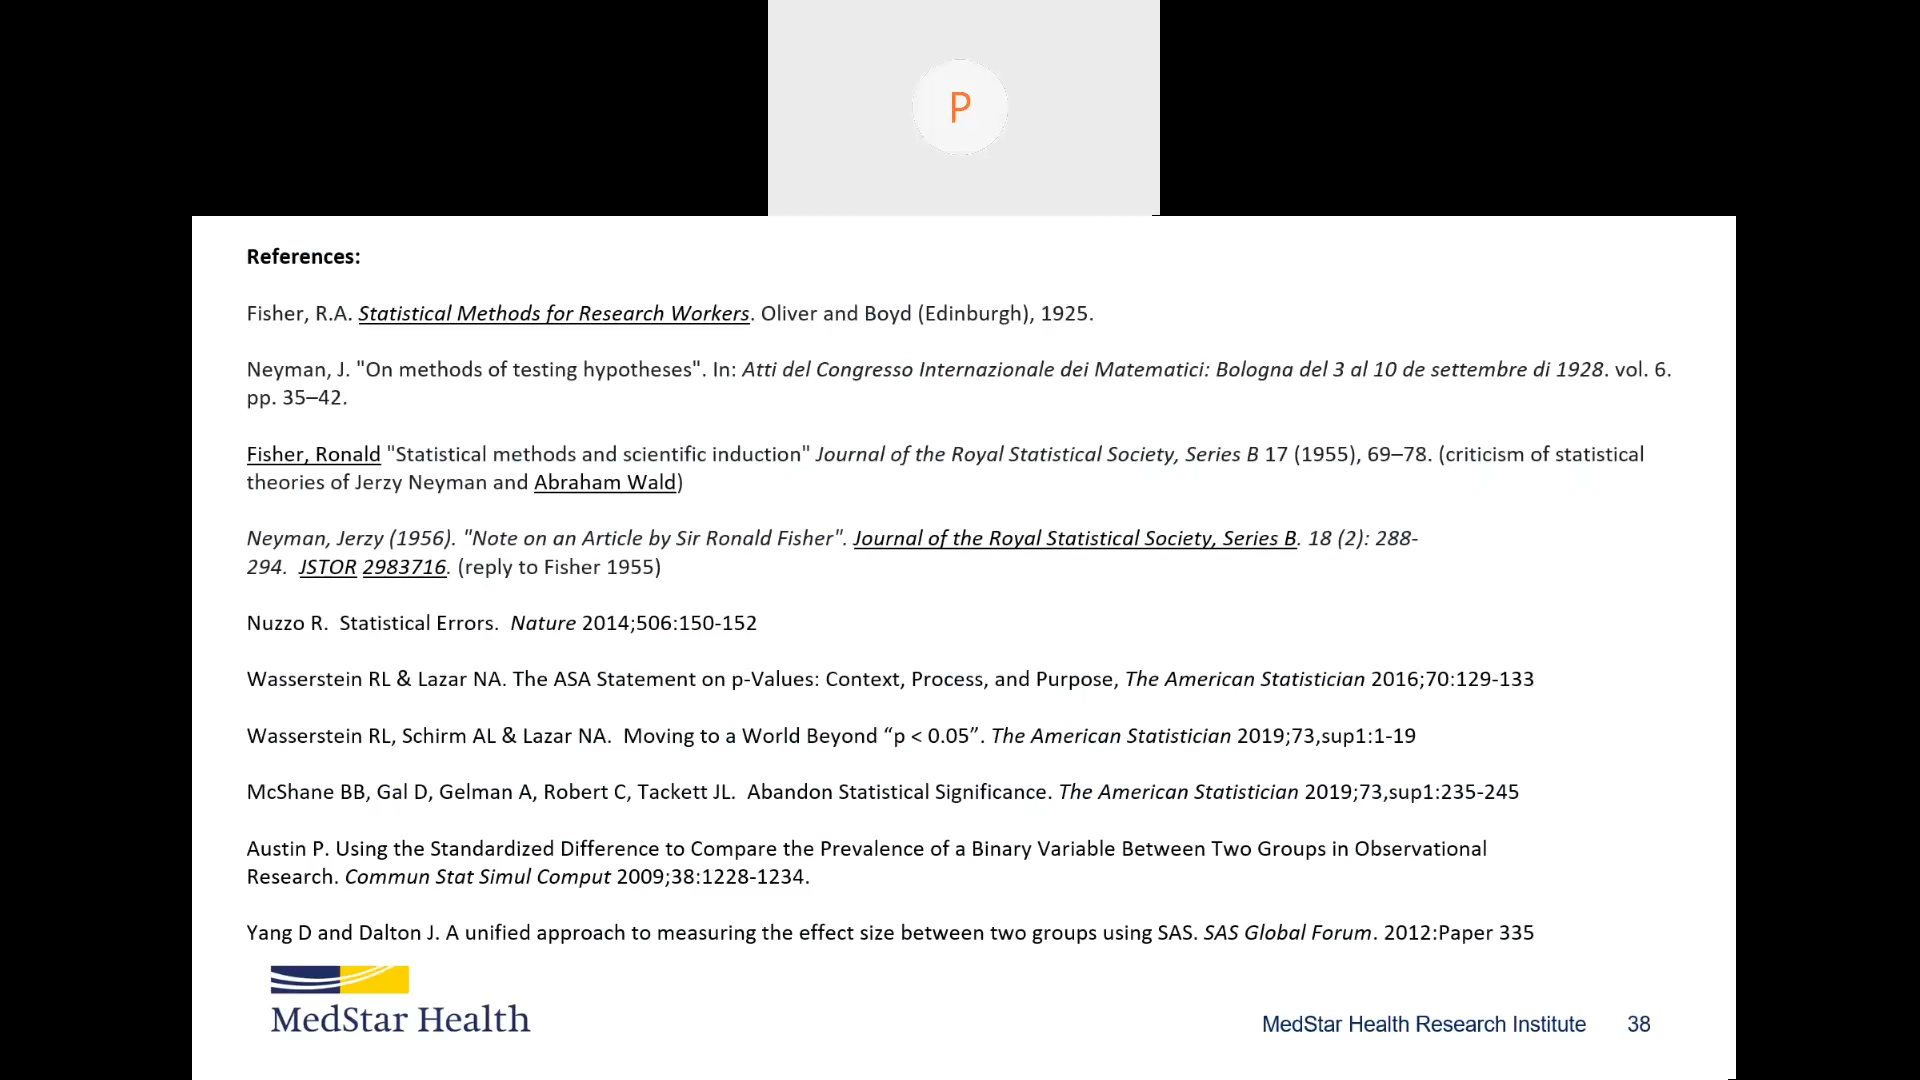 P
References:
Fisher, R.A. Statistical Methods for Research Workers. Oliver and Boyd (Edinburgh), 1925.
Neyman, J. "On methods of testing hypotheses". In: Atti del Congresso Internazionale dei Matematici: Bologna del 3 al 10 de settembre di 1928. vol. 6.
pp. 35–42.
Fisher, Ronald "Statistical methods and scientific induction" Journal of the Royal Statistical Society, Series B 17 (1955), 69–78. (criticism of statistical
theories of Jerzy Neyman and Abraham Wald)
Neyman, Jerzy (1956). "Note on an Article by Sir Ronald Fisher". Journal of the Royal Statistical Society, Series B. 18 (2): 288-
294. JSTOR 2983716. (reply to Fisher 1955)
Nuzzo R. Statistical Errors. Nature 2014;506:150-152
Wasserstein RL & Lazar NA. The ASA Statement on p-Values: Context, Process, and Purpose, The American Statistician 2016;70:129-133
Wasserstein RL, Schirm AL & Lazar NA. Moving to a World Beyond “p < 0.05”. The American Statistician 2019;73,sup1:1-19
McShane BB, Gal D, Gelman A, Robert C, Tackett JL. Abandon Statistical Significance. The American Statistician 2019;73,sup1:235-245
Austin P. Using the Standardized Difference to Compare the Prevalence of a Binary Variable Between Two Groups in Observational
Research. Commun Stat Simul Comput 2009;38:1228-1234.
Yang D and Dalton J. A unified approach to measuring the effect size between two groups using SAS. SAS Global Forum. 2012:Paper 335
MedStar Health
MedStar Health Research Institute 38